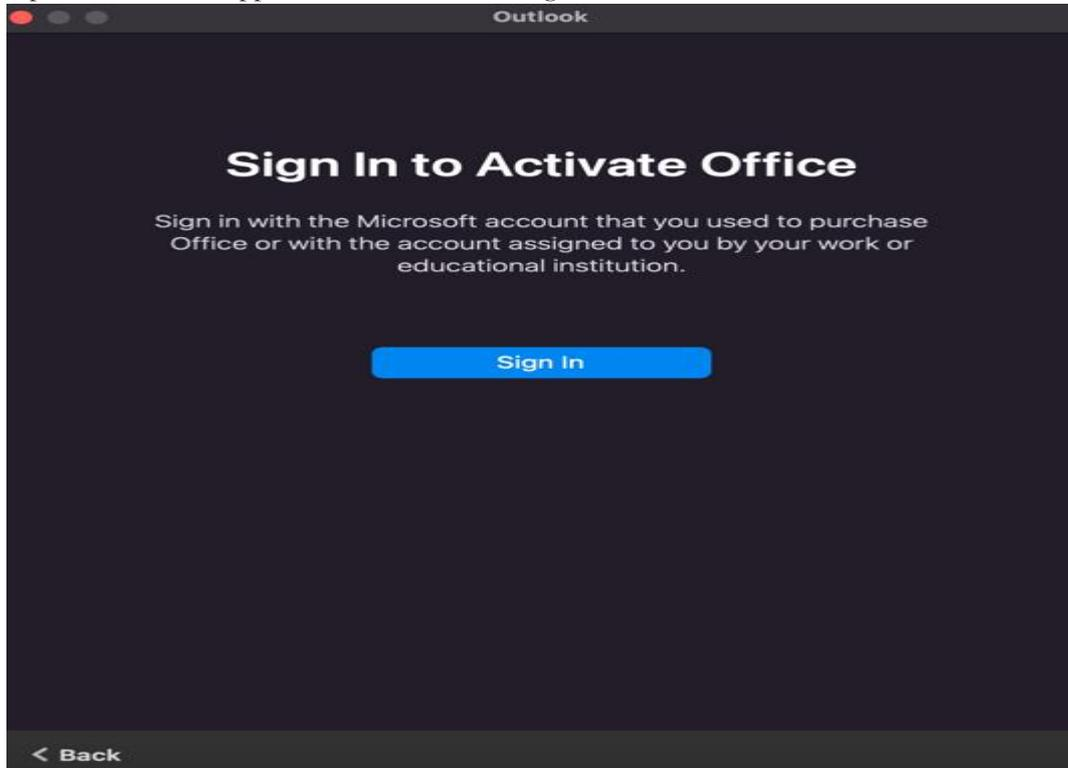 Outlook
Sign In to Activate Office
Sign in with the Microsoft account that you used to purchase
Office or with the account assigned to you by your work or
educational institution.
Sign In
< Back